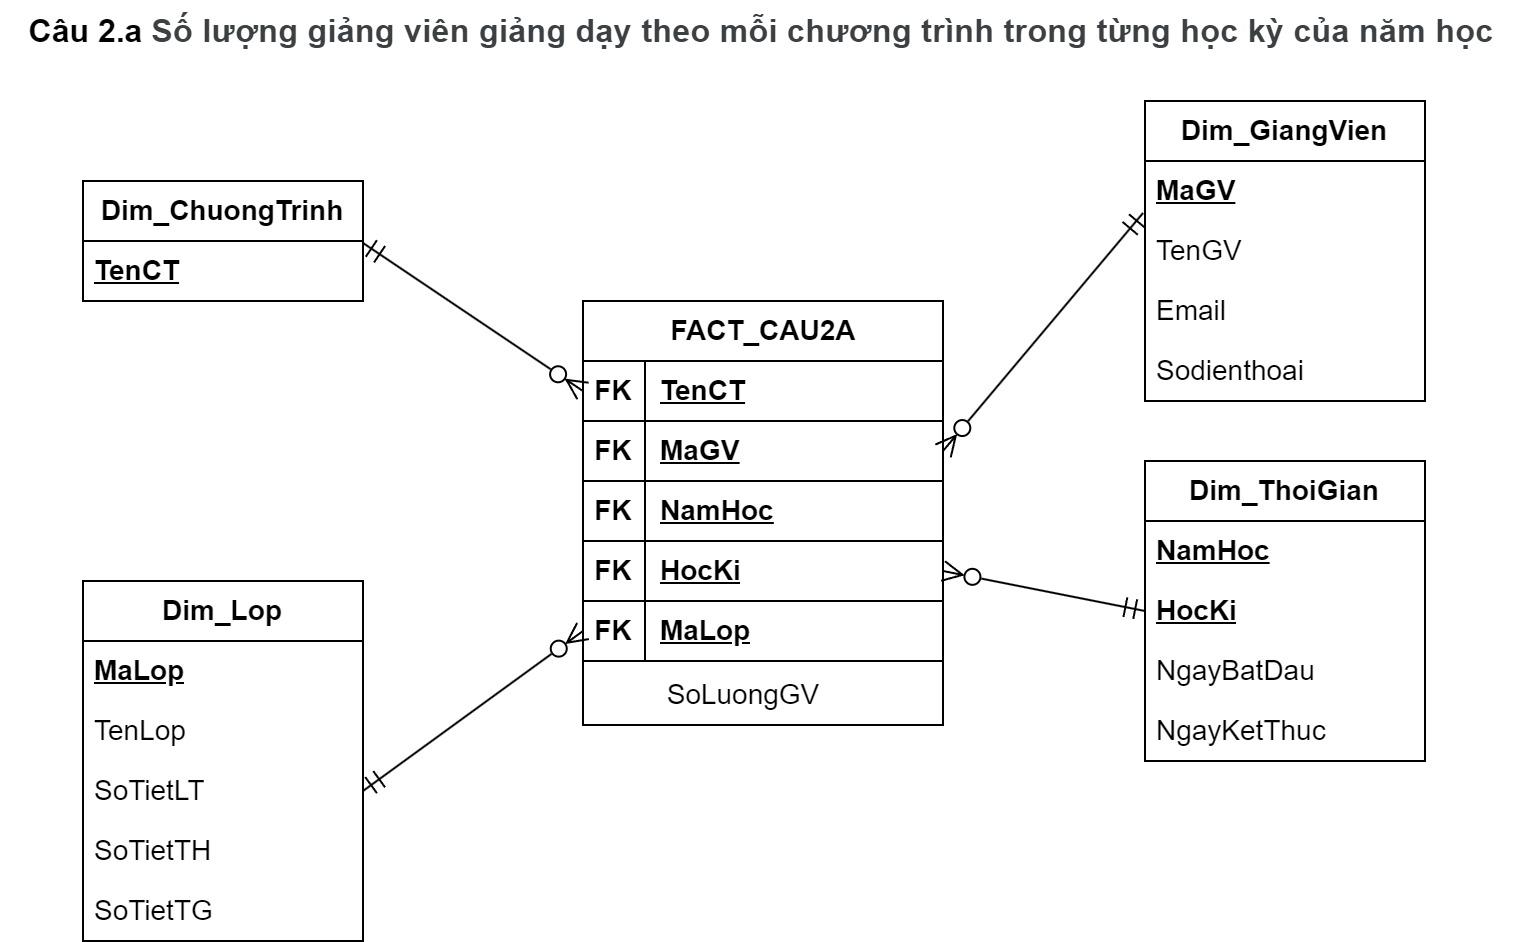 Câu 2.a Số lượng giảng viên giảng dạy theo mỗi chương trình trong từng học kỳ của năm học
Dim_ChuongTrinh
TenCT
Dim_Lop
MaLop
TenLop
SoTietLT
SoTietTH
SoTietTG
FACT_CAU2A
FK TenCT
FK MaGV
FK NamHoc
FK HocKi
FK MaLop
SoLuongGV
Dim_GiangVien
MaGV
TenGV
Email
Sodienthoai
Dim_ThoiGian
NamHoc
HocKi
NgayBatDau
NgayKetThuc